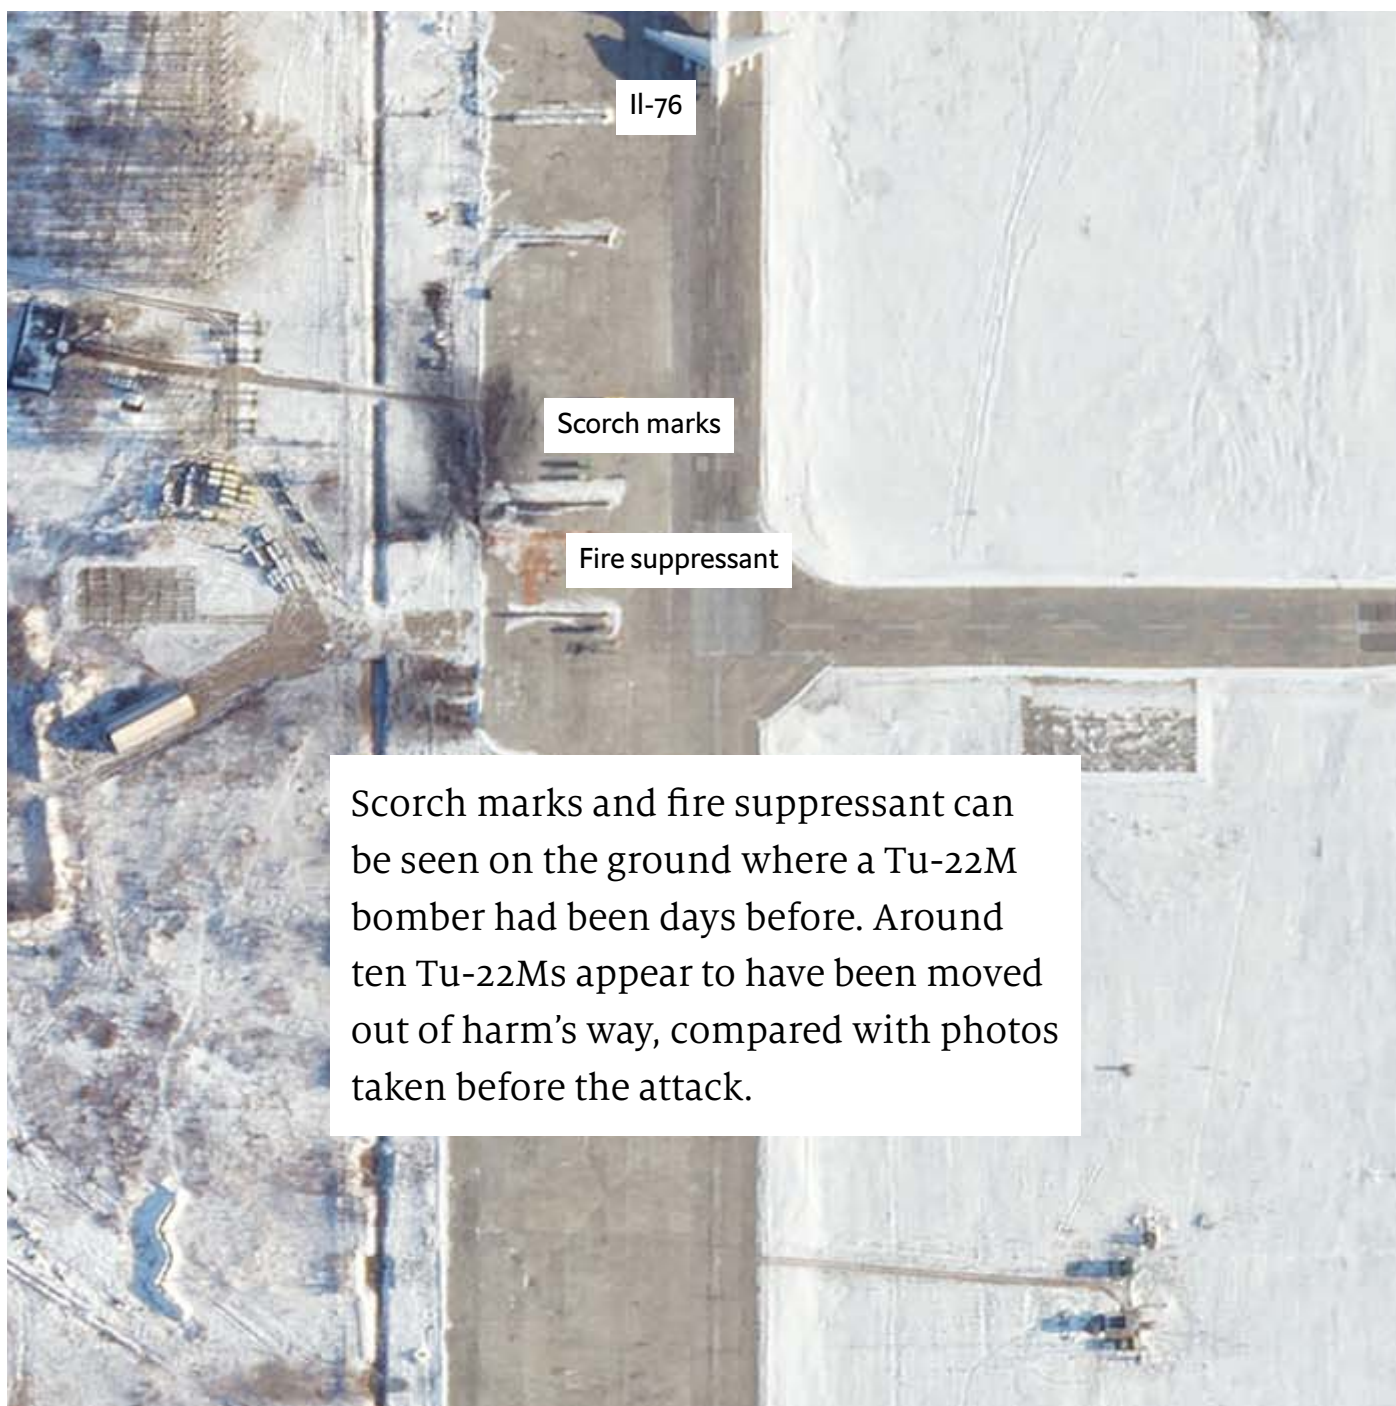 Il-76
Scorch marks
Fire suppressant
Scorch marks and fire suppressant can
be seen on the ground where a Tu-22M
bomber had been days before. Around
ten Tu-22Ms appear to have been moved
out of harm’s way, compared with photos
taken before the attack.